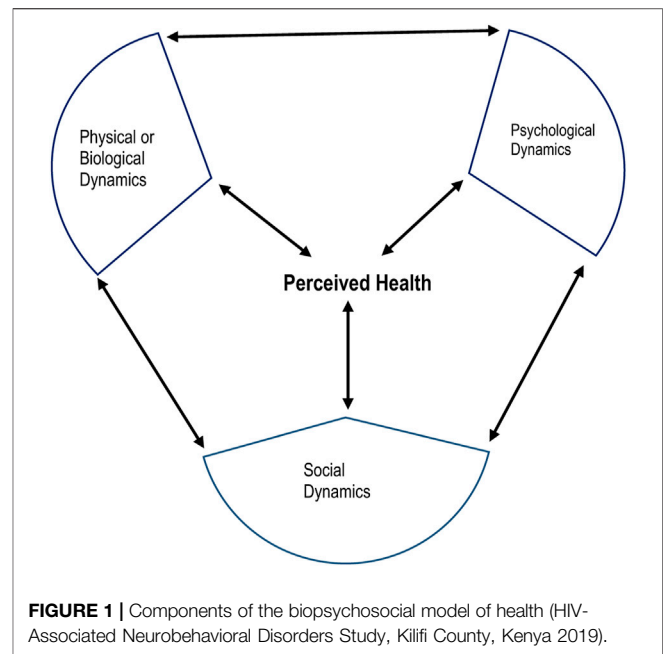 Physical or
Biological
Dynamics
Psychological
Dynamics
Perceived Health
Social
Dynamics
FIGURE 1 | Components of the biopsychosocial model of health (HIV-
Associated Neurobehavioral Disorders Study, Kilifi County, Kenya 2019).